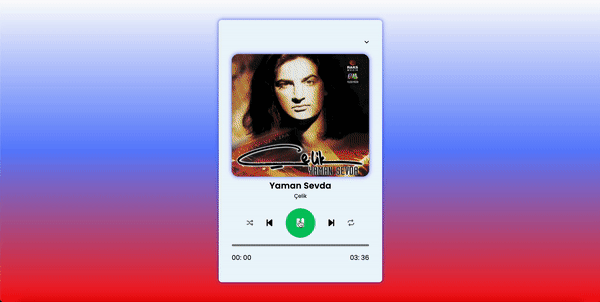 Çelik
YAMAN SEVDA
Yaman Sevda
Çelik
00: 00
03: 36